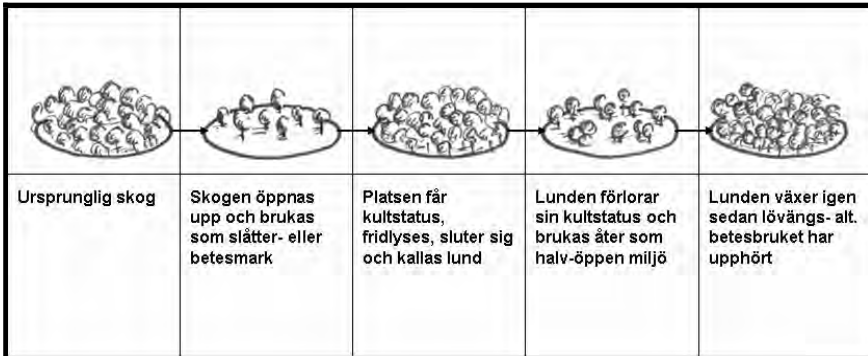 Ursprunglig skog
Skogen öppnas
upp och brukas
som slåtter- eller
betesmark
Platsen får
kultstatus,
fridlyses, sluter sig
och kallas lund
Lunden förlorar
sin kultstatus och
brukas åter som
halv-öppen miljö
Lunden växer igen
sedan lövängs- alt.
betesbruket har
upphört